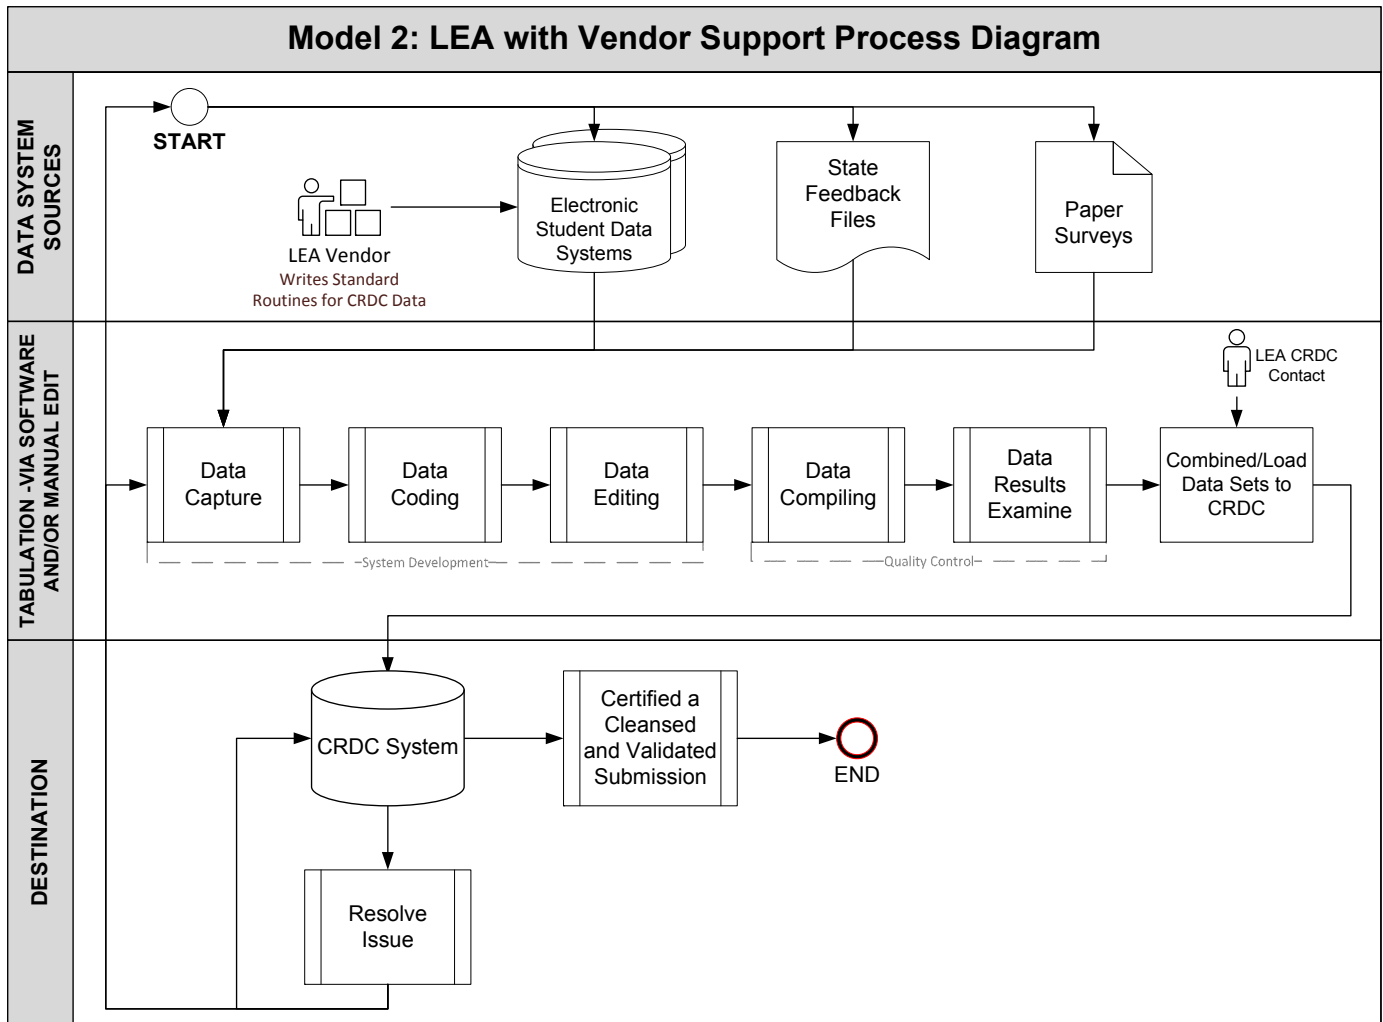 Model 2: LEA with Vendor Support Process Diagram
DATA SYSTEM
SOURCES
START
LEA Vendor
Writes Standard
Routines for CRDC Data
Electronic
Student Data
Systems
State
Feedback
Files
Paper
Surveys
TABULATION -VIA SOFTWARE
AND/OR MANUAL EDIT
LEA CRDC
Contact
Data
Capture
Data
Coding
Data
Editing
Data
Compiling
Data
Results
Examine
Combined/Load
Data Sets to
CRDC
System Development
Quality Control
DESTINATION
CRDC System
Certified a
Cleansed
and Validated
Submission
END
Resolve
Issue